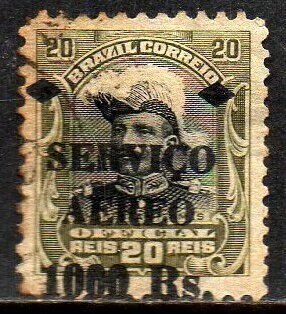 20 BRAZIL CORREIO 20
SERVIÇO
AEREO
OFFICIAL
REIS 20 REIS
1000 Rs.